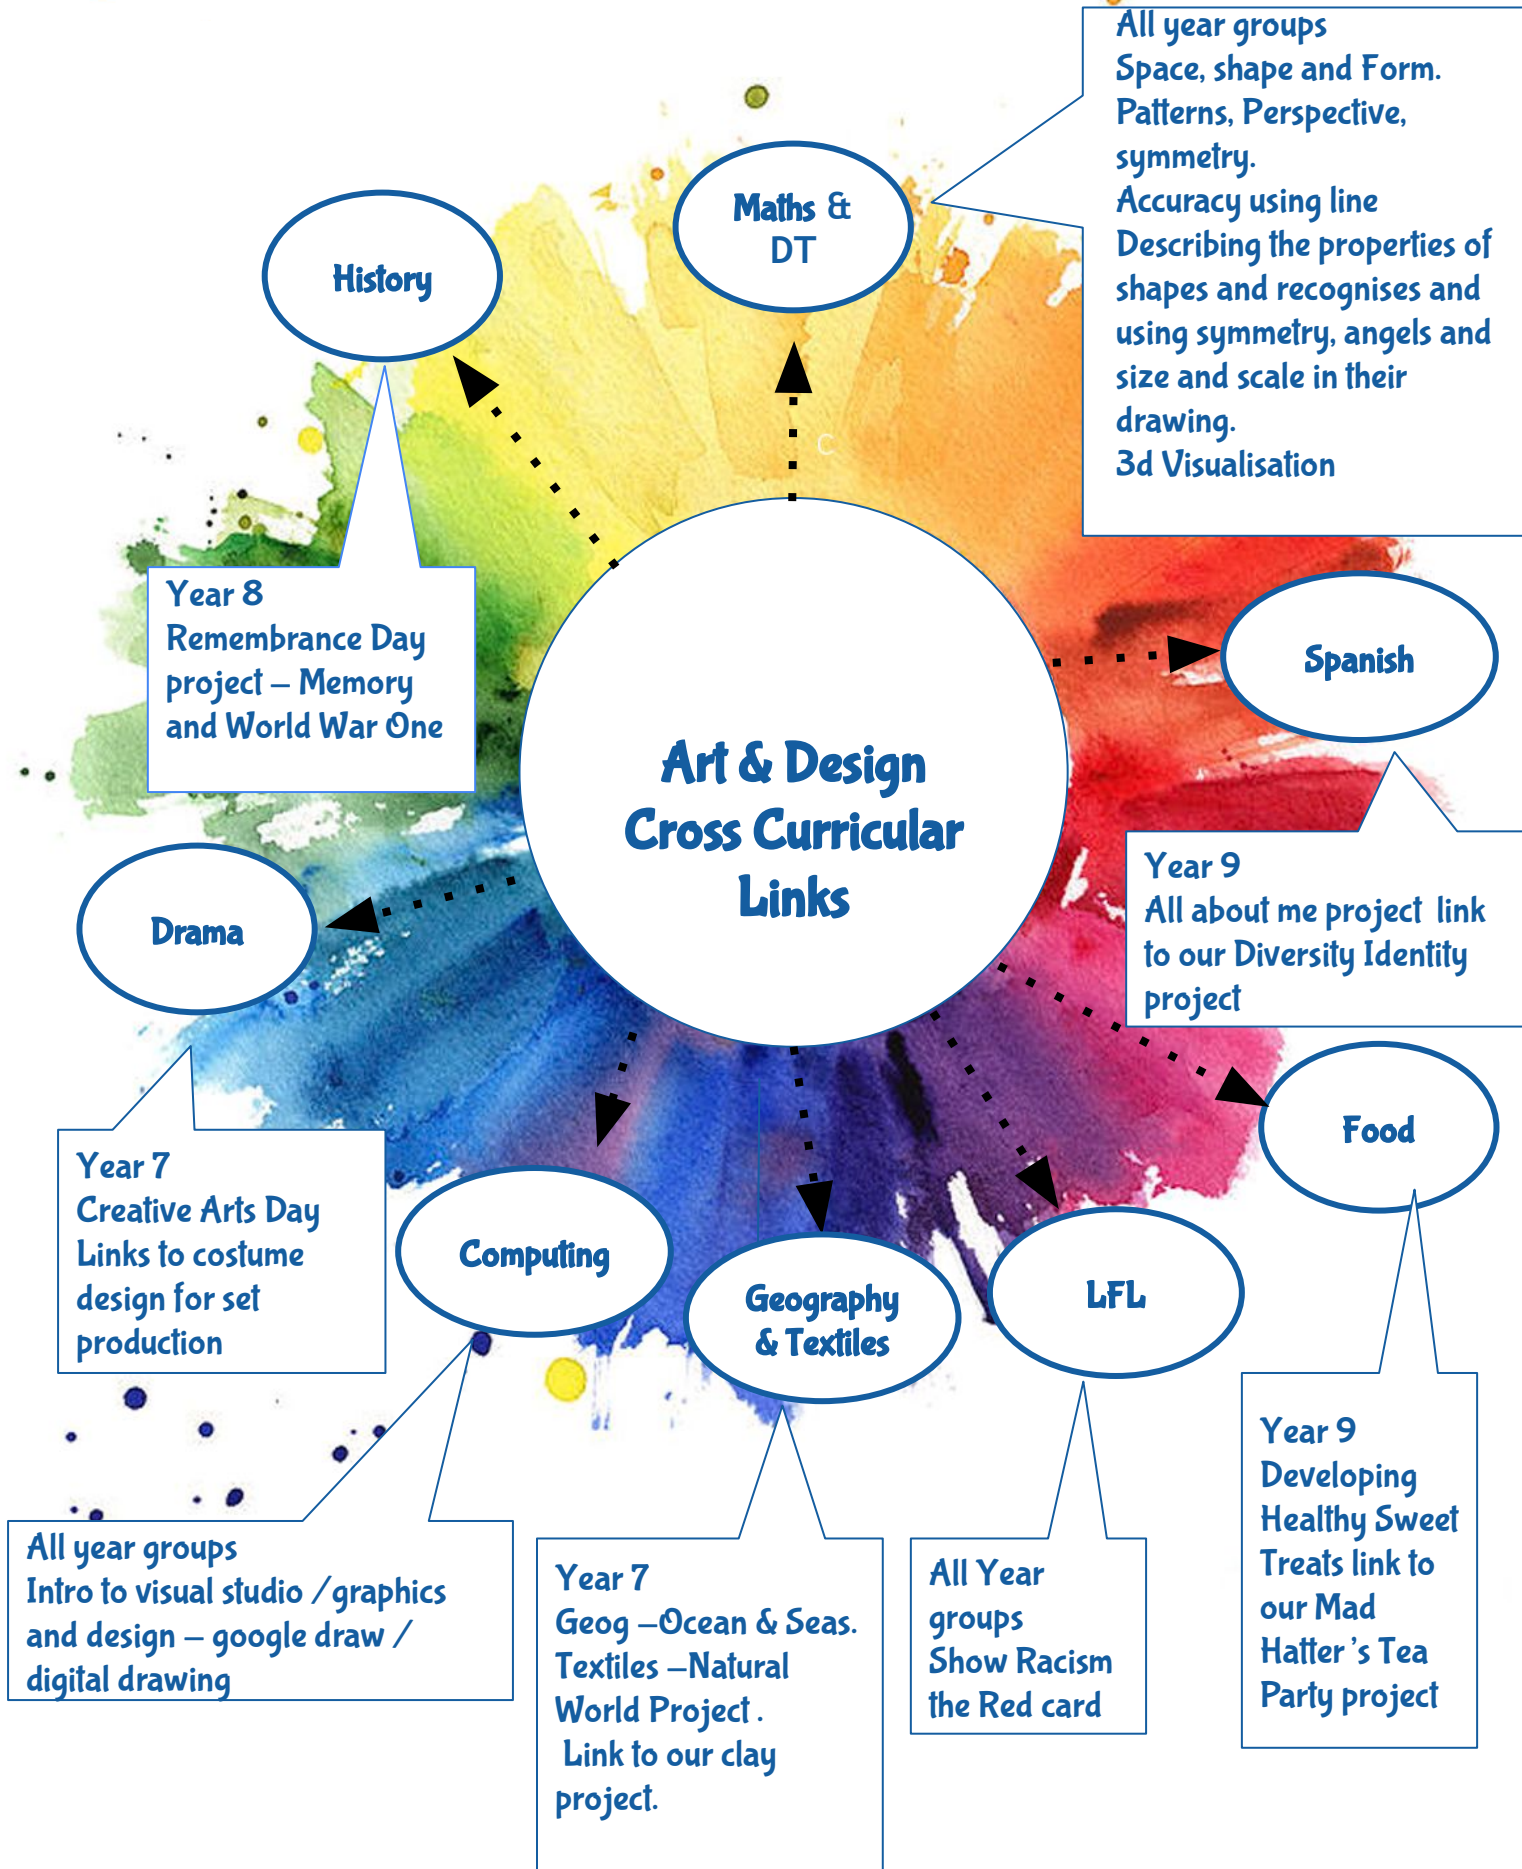 All year groups
Space, shape and Form.
Patterns, Perspective,
symmetry.
Accuracy using line
Describing the properties of
shapes and recognises and
using symmetry, angels and
size and scale in their
drawing.
3d Visualisation
Maths &
DT
History
C
Year 8
Remembrance Day
project – Memory
and World War One
Spanish
Art & Design
Cross Curricular
Links
Year 9
All about me project link
to our Diversity Identity
project
Drama
Food
Year 7
Creative Arts Day
Links to costume
design for set
production
Computing
Geography
& Textiles
LFL
All year groups
Intro to visual studio / graphics
and design – google draw /
digital drawing
Year 7
Geog –Ocean & Seas.
Textiles –Natural
World Project .
Link to our clay
project.
All Year
groups
Show Racism
the Red card
Year 9
Developing
Healthy Sweet
Treats link to
our Mad
Hatter 's Tea
Party project